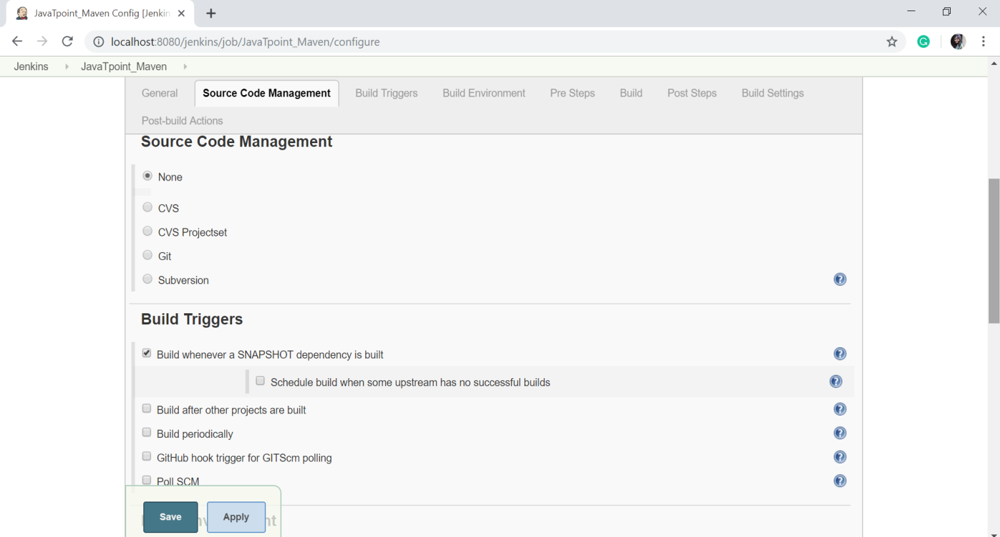 JavaTpoint_Maven Config [Jenkin
localhost:8080/jenkins/job/JavaTpoint_Maven/configure
Jenkins JavaTpoint_Maven
General Source Code Management Build Triggers Build Environment Pre Steps Build Post Steps Build Settings
Post-build Actions
Source Code Management
None
CVS
CVS Projectset
Git
Subversion
Build Triggers
Build whenever a SNAPSHOT dependency is built
Schedule build when some upstream has no successful builds
Build after other projects are built
Build periodically
GitHub hook trigger for GITScm polling
Poll SCM
Save Apply